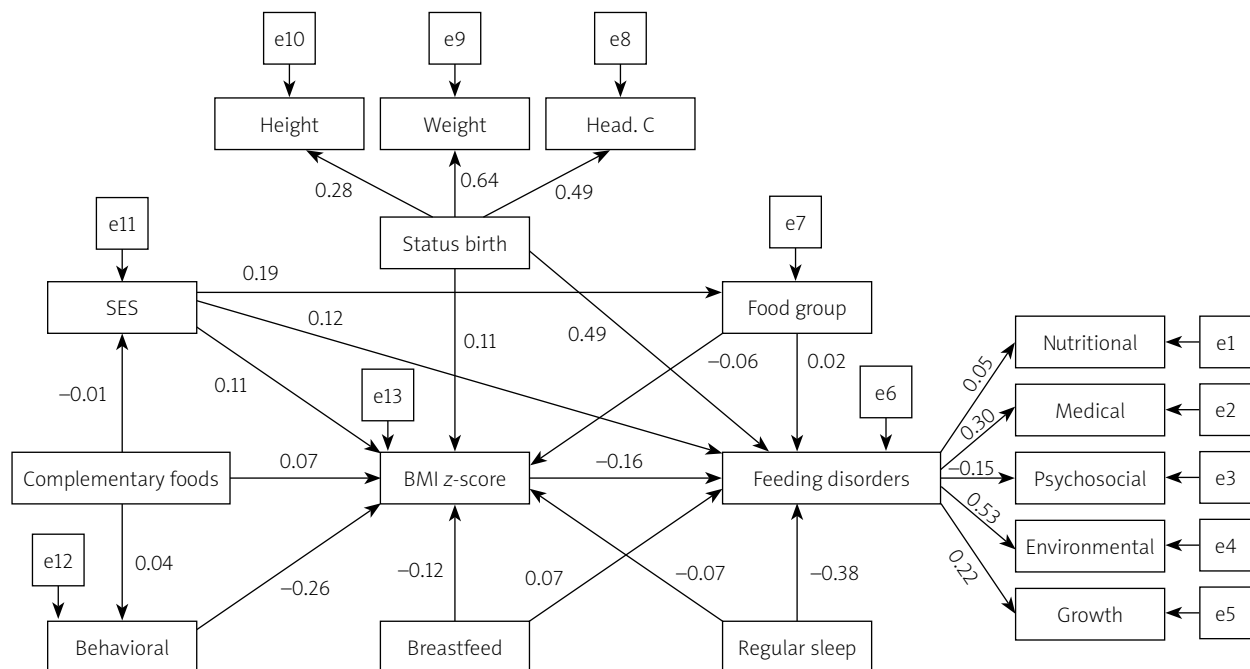 e10
e9
e8
Height
Weight
Head. C
0.28
0.64
0.49
e11
Status birth
e7
0.19
SES
Food group
0.12
0.11
0.49
−0.06
0.02
Nutritional
e1
−0.01
0.11
e13
e6
0.05
Medical
e2
0.30
Complementary foods
0.07
BMI z-score
−0.16
Feeding disorders
−0.15
Psychosocial
e3
0.53
e12
0.04
−0.26
−0.12
0.07
−0.07
−0.38
Environmental
e4
0.22
Behavioral
Breastfeed
Regular sleep
Growth
e5